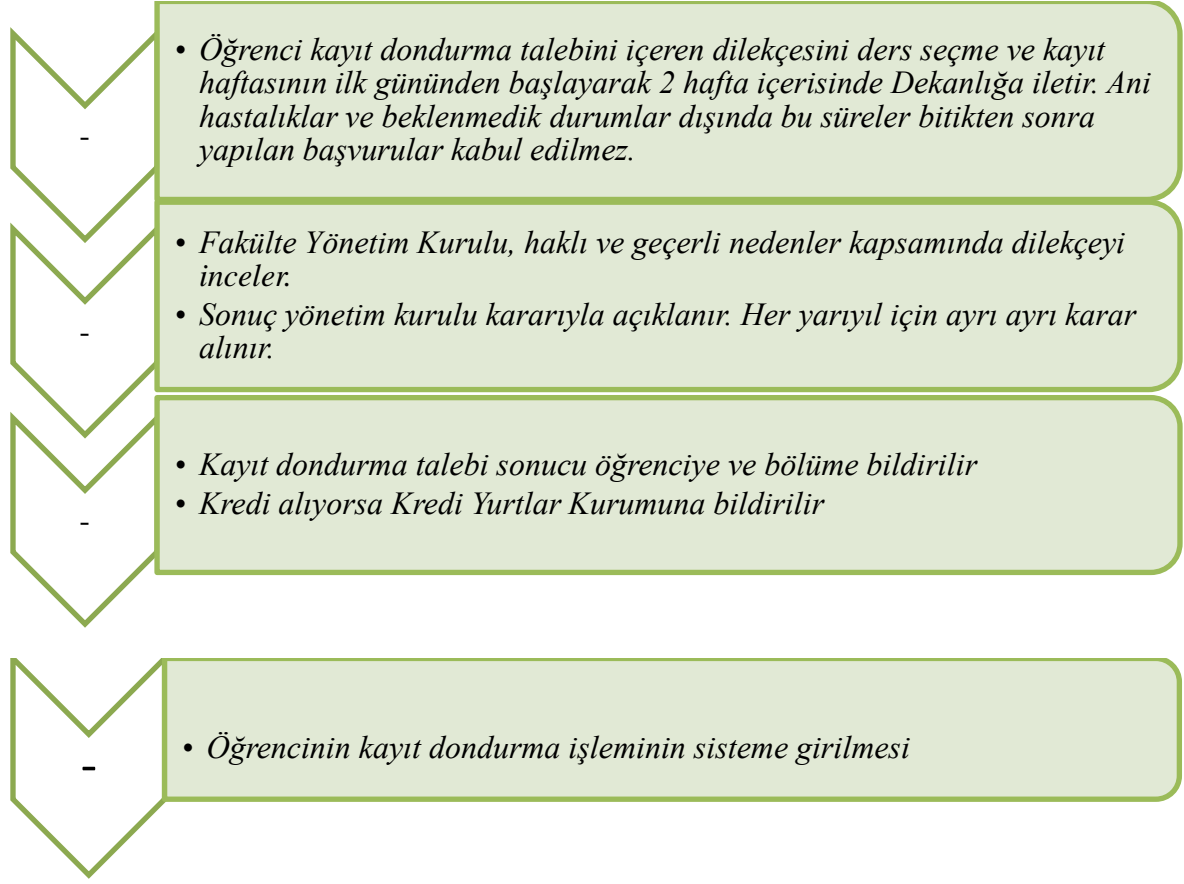 -
• Öğrenci kayıt dondurma talebini içeren dilekçesini ders seçme ve kayıt
haftasının ilk gününden başlayarak 2 hafta içerisinde Dekanlığa iletir. Ani
hastalıklar ve beklenmedik durumlar dışında bu süreler bitikten sonra
yapılan başvurular kabul edilmez.
-
• Fakülte Yönetim Kurulu, haklı ve geçerli nedenler kapsamında dilekçeyi
inceler.
• Sonuç yönetim kurulu kararıyla açıklanır. Her yarıyıl için ayrı ayrı karar
alınır.
-
• Kayıt dondurma talebi sonucu öğrenciye ve bölüme bildirilir
• Kredi alıyorsa Kredi Yurtlar Kurumuna bildirilir
-
• Öğrencinin kayıt dondurma işleminin sisteme girilmesi